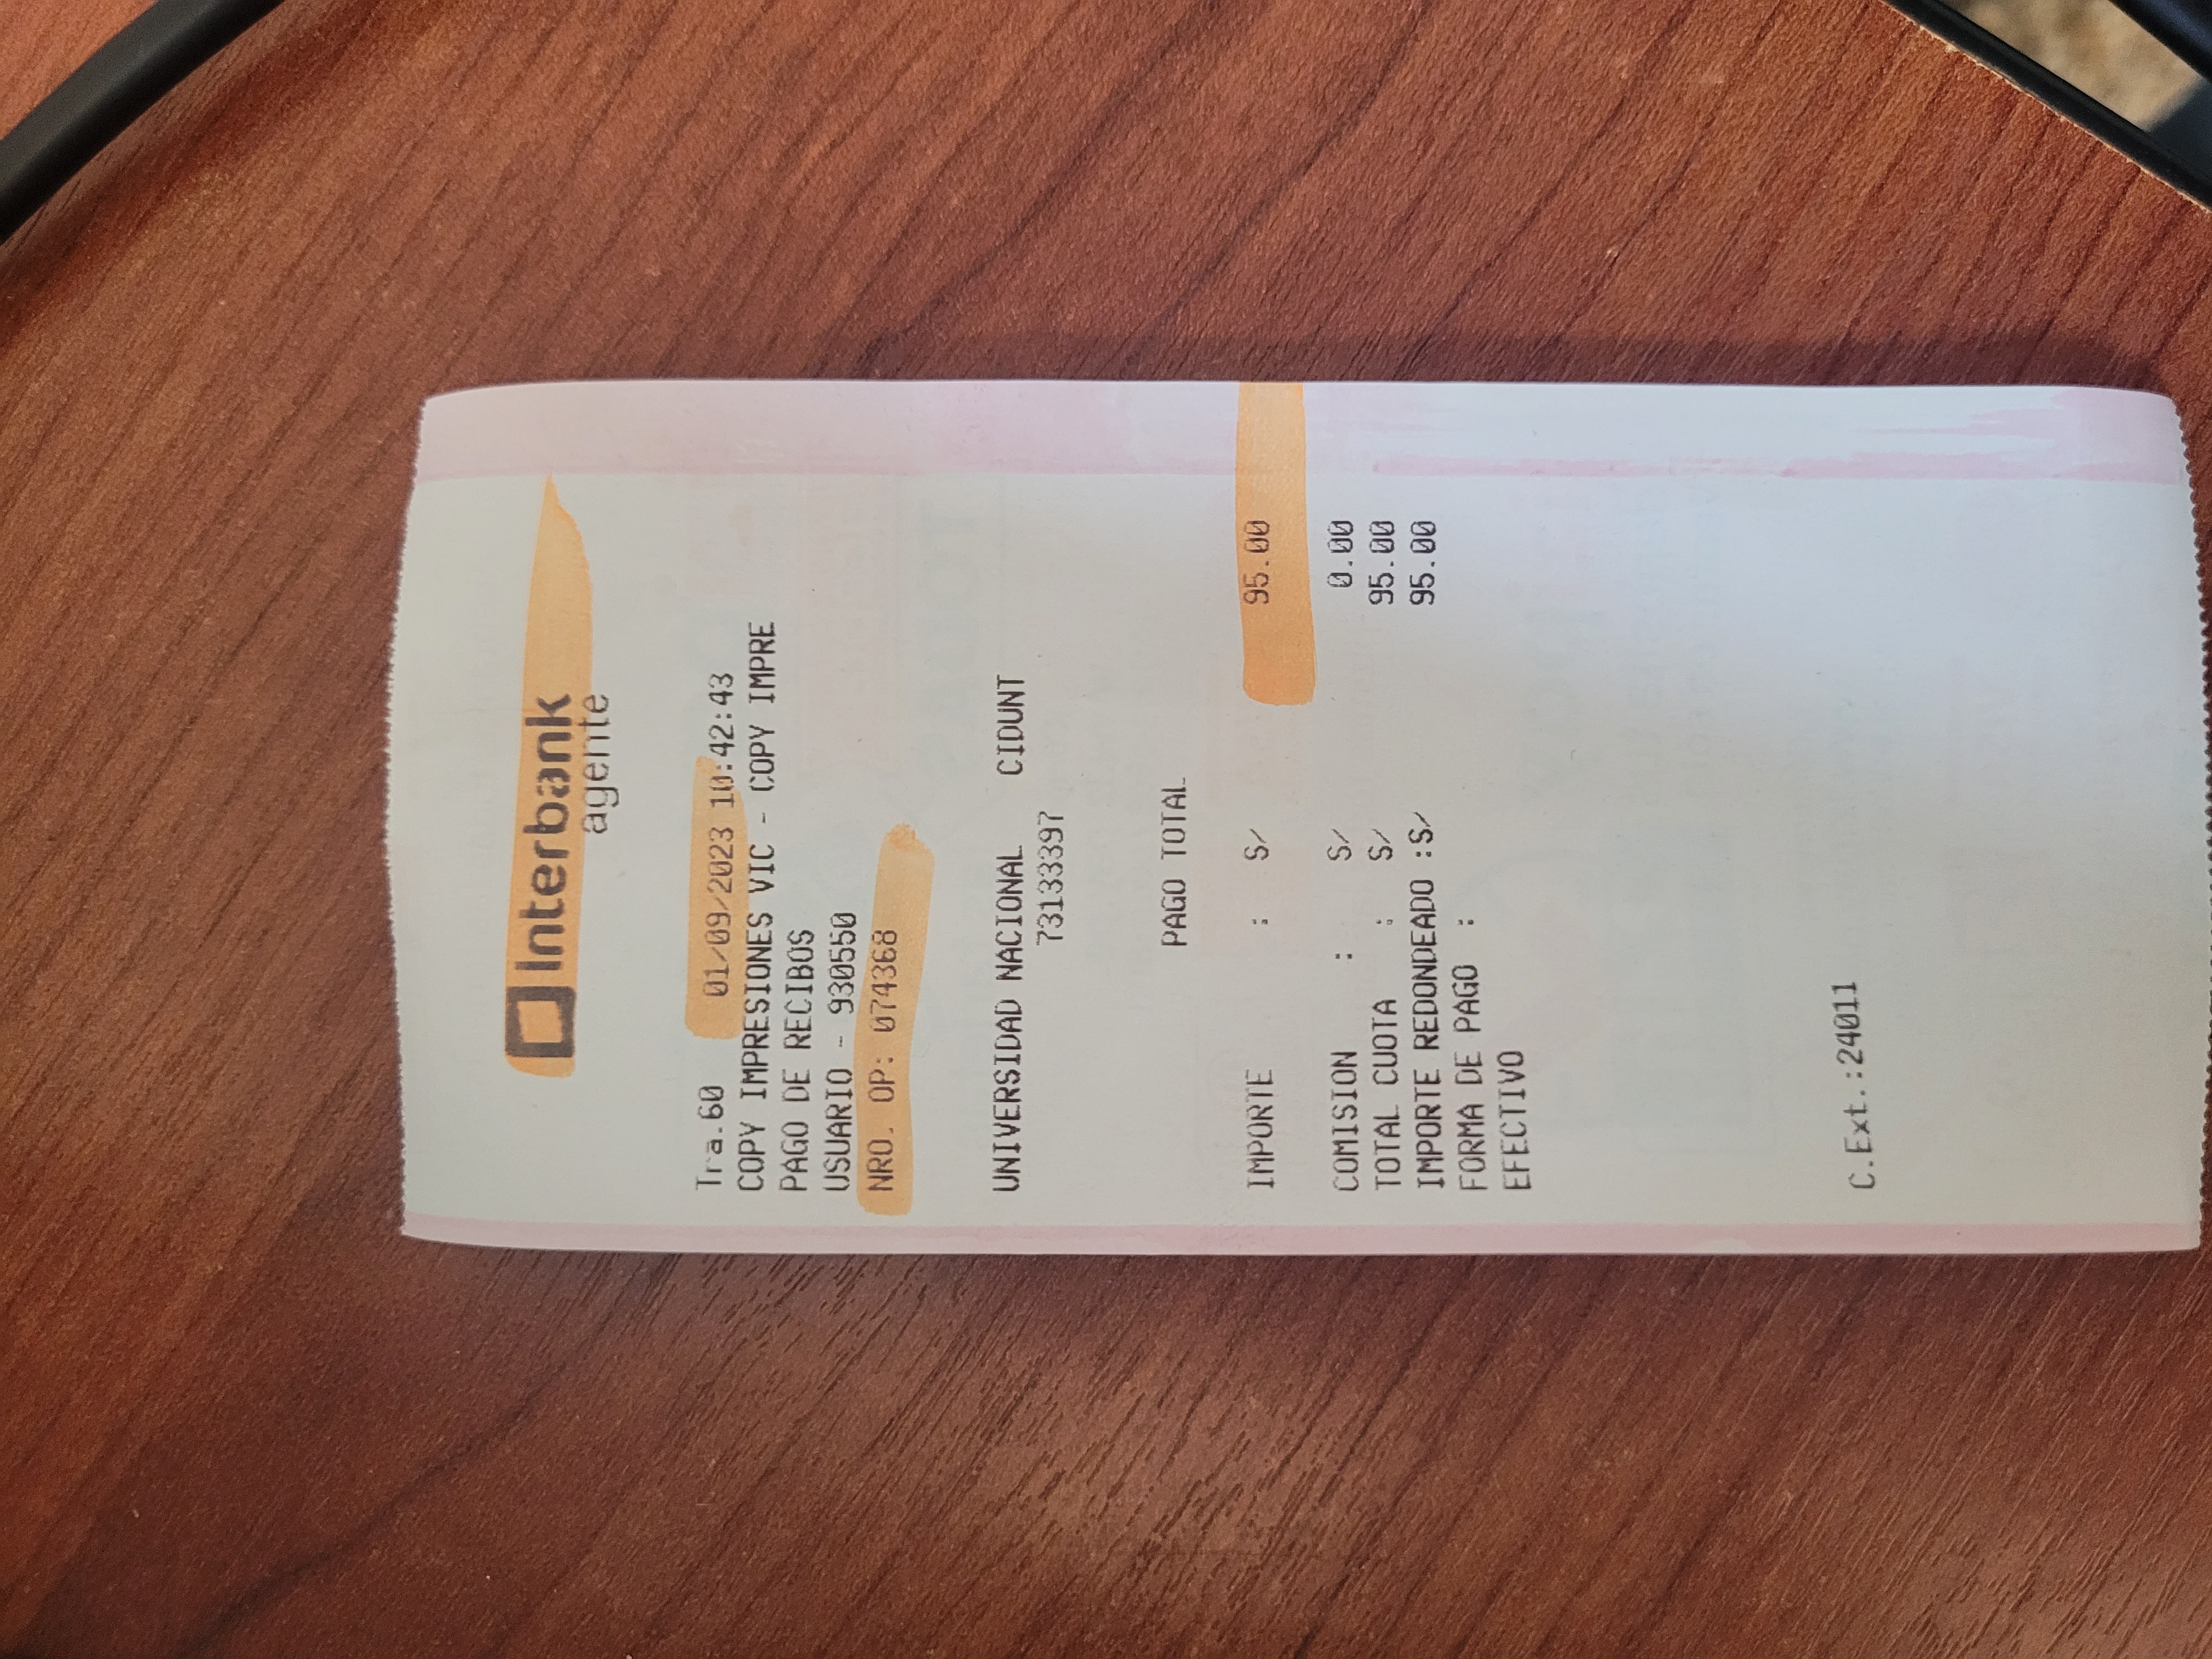 Interbank
agente
Tra.60 01/09/2023 10:42:43
COPY IMPRESIONES VIC - COPY IMPRE
PAGO DE RECIBOS
USUARIO - 930550
NRO. OP: 074368
UNIVERSIDAD NACIONAL CIDUNT
73133397
PAGO TOTAL
IMPORTE : S/ 95.00
COMISION : S/ 0.00
TOTAL CUOTA : S/ 95.00
IMPORTE REDONDEADO :S/ 95.00
FORMA DE PAGO :
EFECTIVO
C.Ext.:24011